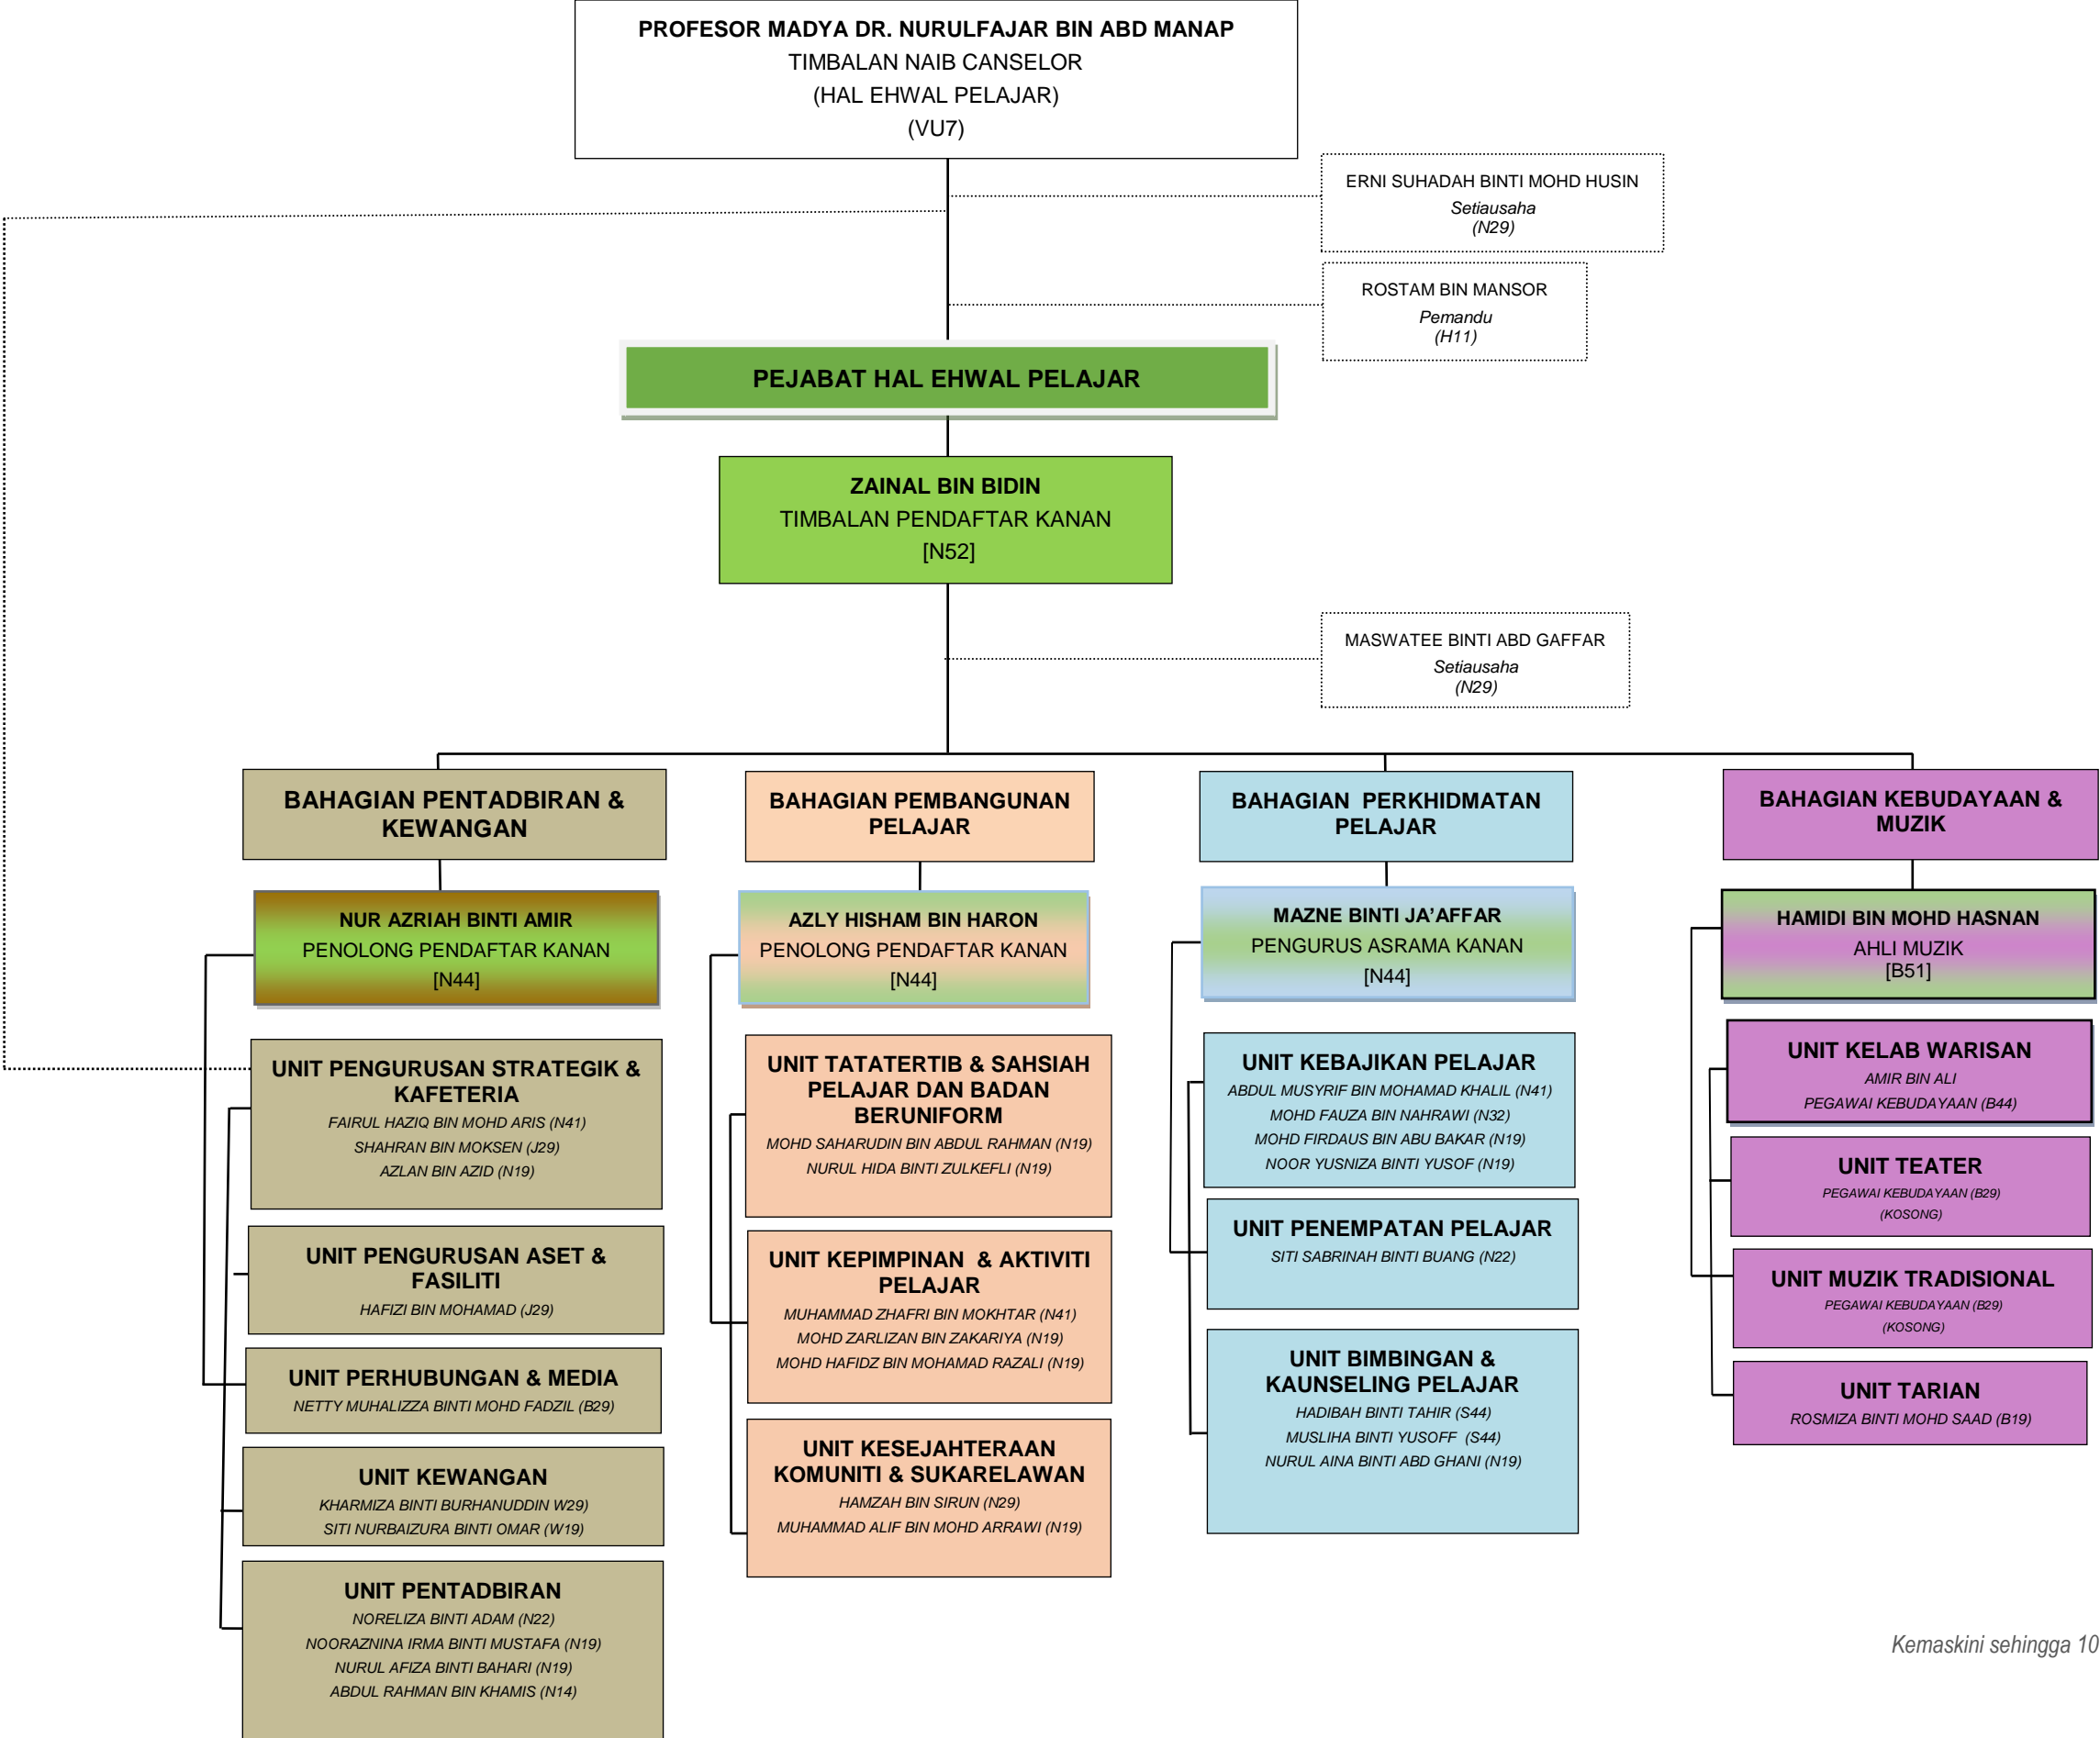 PROFESOR MADYA DR. NURULFAJAR BIN ABD MANAP
TIMBALAN NAIB CANSELOR
(HAL EHWAL PELAJAR)
(VU7)
ERNI SUHADAH BINTI MOHD HUSIN
Setiausaha
(N29)
ROSTAM BIN MANSOR
Pemandu
(H11)
PEJABAT HAL EHWAL PELAJAR
ZAINAL BIN BIDIN
TIMBALAN PENDAFTAR KANAN
[N52]
MASWATEE BINTI ABD GAFFAR
Setiausaha
(N29)
BAHAGIAN PENTADBIRAN &
KEWANGAN
NUR AZRIAH BINTI AMIR
PENOLONG PENDAFTAR KANAN
[N44]
UNIT PENGURUSAN STRATEGIK &
KAFETERIA
FAIRUL HAZIQ BIN MOHD ARIS (N41)
SHAHRAN BIN MOKSEN (J29)
AZLAN BIN AZID (N19)
UNIT PENGURUSAN ASET &
FASILITI
HAFIZI BIN MOHAMAD (J29)
UNIT PERHUBUNGAN & MEDIA
NETTY MUHALIZZA BINTI MOHD FADZIL (B29)
UNIT KEWANGAN
KHARMIZA BINTI BURHANUDDIN W29)
SITI NURBAIZURA BINTI OMAR (W19)
UNIT PENTADBIRAN
NORELIZA BINTI ADAM (N22)
NOORAZNINA IRMA BINTI MUSTAFA (N19)
NURUL AFIZA BINTI BAHARI (N19)
ABDUL RAHMAN BIN KHAMIS (N14)
BAHAGIAN PEMBANGUNAN
PELAJAR
AZLY HISHAM BIN HARON
PENOLONG PENDAFTAR KANAN
[N44]
UNIT TATATERTIB & SAHSIAH
PELAJAR DAN BADAN
BERUNIFORM
MOHD SAHARUDIN BIN ABDUL RAHMAN (N19)
NURUL HIDA BINTI ZULKEFLI (N19)
UNIT KEPIMPINAN & AKTIVITI
PELAJAR
MUHAMMAD ZHAFRI BIN MOKHTAR (N41)
MOHD ZARLIZAN BIN ZAKARIYA (N19)
MOHD HAFIDZ BIN MOHAMAD RAZALI (N19)
UNIT KESEJAHTERAAN
KOMUNITI & SUKARELAWAN
HAMZAH BIN SIRUN (N29)
MUHAMMAD ALIF BIN MOHD ARRAWI (N19)
BAHAGIAN PERKHIDMATAN
PELAJAR
MAZNE BINTI JA’AFFAR
PENGURUS ASRAMA KANAN
[N44]
UNIT KEBAJIKAN PELAJAR
ABDUL MUSYRIF BIN MOHAMAD KHALIL (N41)
MOHD FAUZA BIN NAHRAWI (N32)
MOHD FIRDAUS BIN ABU BAKAR (N19)
NOOR YUSNIZA BINTI YUSOF (N19)
UNIT PENEMPATAN PELAJAR
SITI SABRINAH BINTI BUANG (N22)
UNIT BIMBINGAN &
KAUNSELING PELAJAR
HADIBAH BINTI TAHIR (S44)
MUSLIHA BINTI YUSOFF (S44)
NURUL AINA BINTI ABD GHANI (N19)
BAHAGIAN KEBUDAYAAN &
MUZIK
HAMIDI BIN MOHD HASNAN
AHLI MUZIK
[B51]
UNIT KELAB WARISAN
AMIR BIN ALI
PEGAWAI KEBUDAYAAN (B44)
UNIT TEATER
PEGAWAI KEBUDAYAAN (B29)
(KOSONG)
UNIT MUZIK TRADISIONAL
PEGAWAI KEBUDAYAAN (B29)
(KOSONG)
UNIT TARIAN
ROSMIZA BINTI MOHD SAAD (B19)
Kemaskini sehingga 10